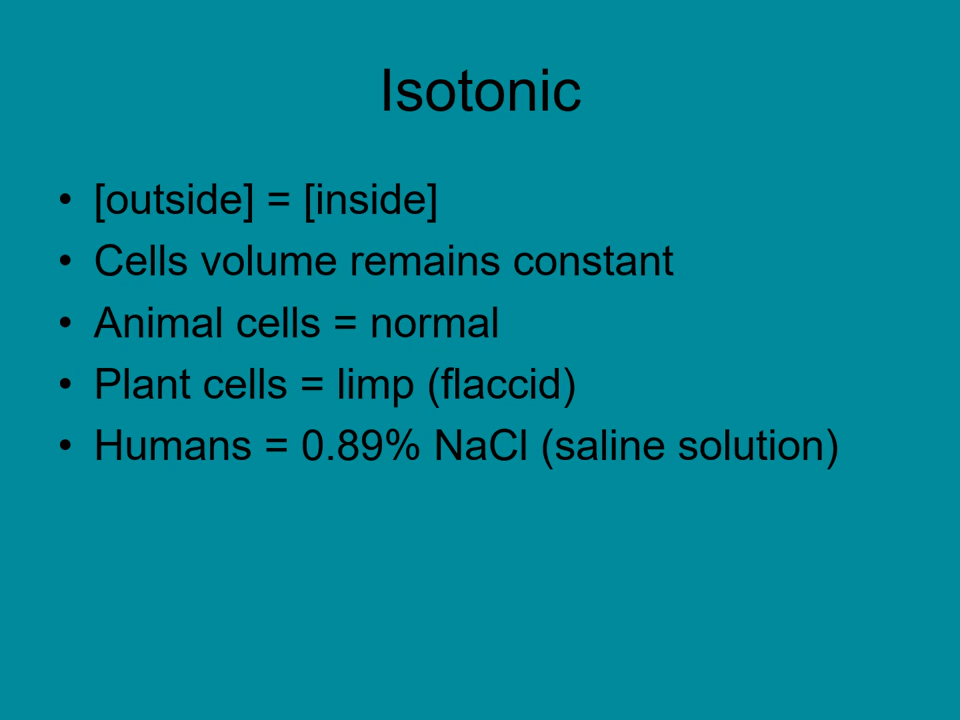 Isotonic
• [outside] = [inside]
• Cells volume remains constant
• Animal cells = normal
• Plant cells = limp (flaccid)
• Humans = 0.89% NaCl (saline solution)